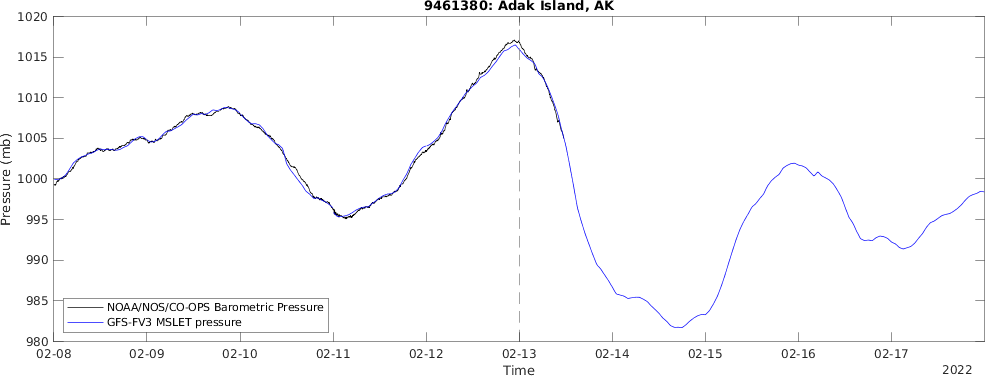 9461380: Adak Island, AK
1020
1015
1010
1005
1000
995
990
985
980
Pressure (mb)
NOAA/NOS/CO-OPS Barometric Pressure
GFS-FV3 MSLET pressure
02-08 02-09 02-10 02-11 02-12 02-13 02-14 02-15 02-16 02-17
Time
2022